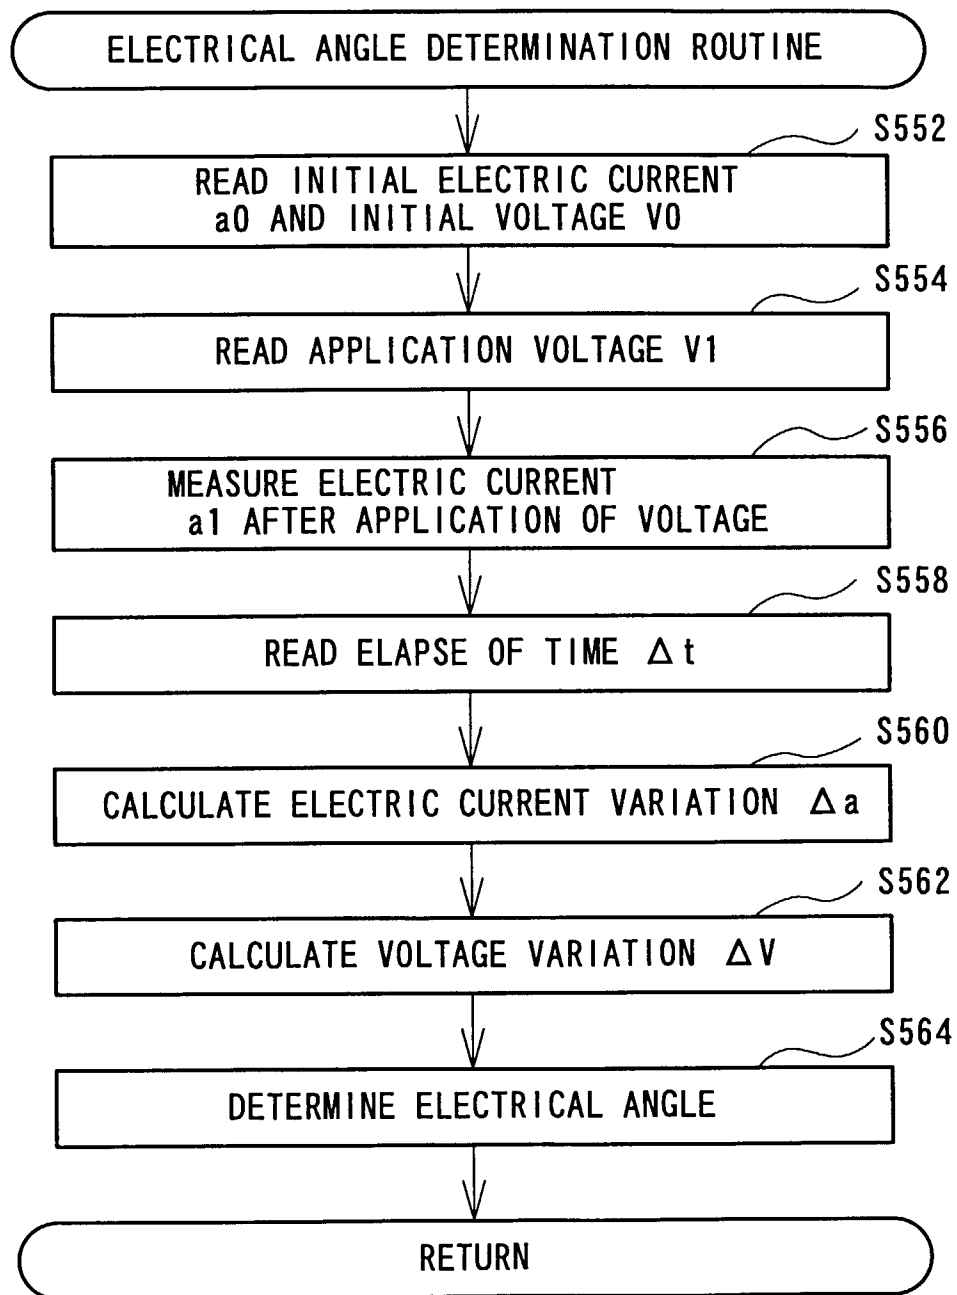 ELECTRICAL ANGLE DETERMINATION ROUTINE
S552
READ INITIAL ELECTRIC CURRENT
a0 AND INITIAL VOLTAGE V0
S554
READ APPLICATION VOLTAGE V1
S556
MEASURE ELECTRIC CURRENT
a1 AFTER APPLICATION OF VOLTAGE
S558
READ ELAPSE OF TIME Δt
S560
CALCULATE ELECTRIC CURRENT VARIATION Δa
S562
CALCULATE VOLTAGE VARIATION ΔV
S564
DETERMINE ELECTRICAL ANGLE
RETURN